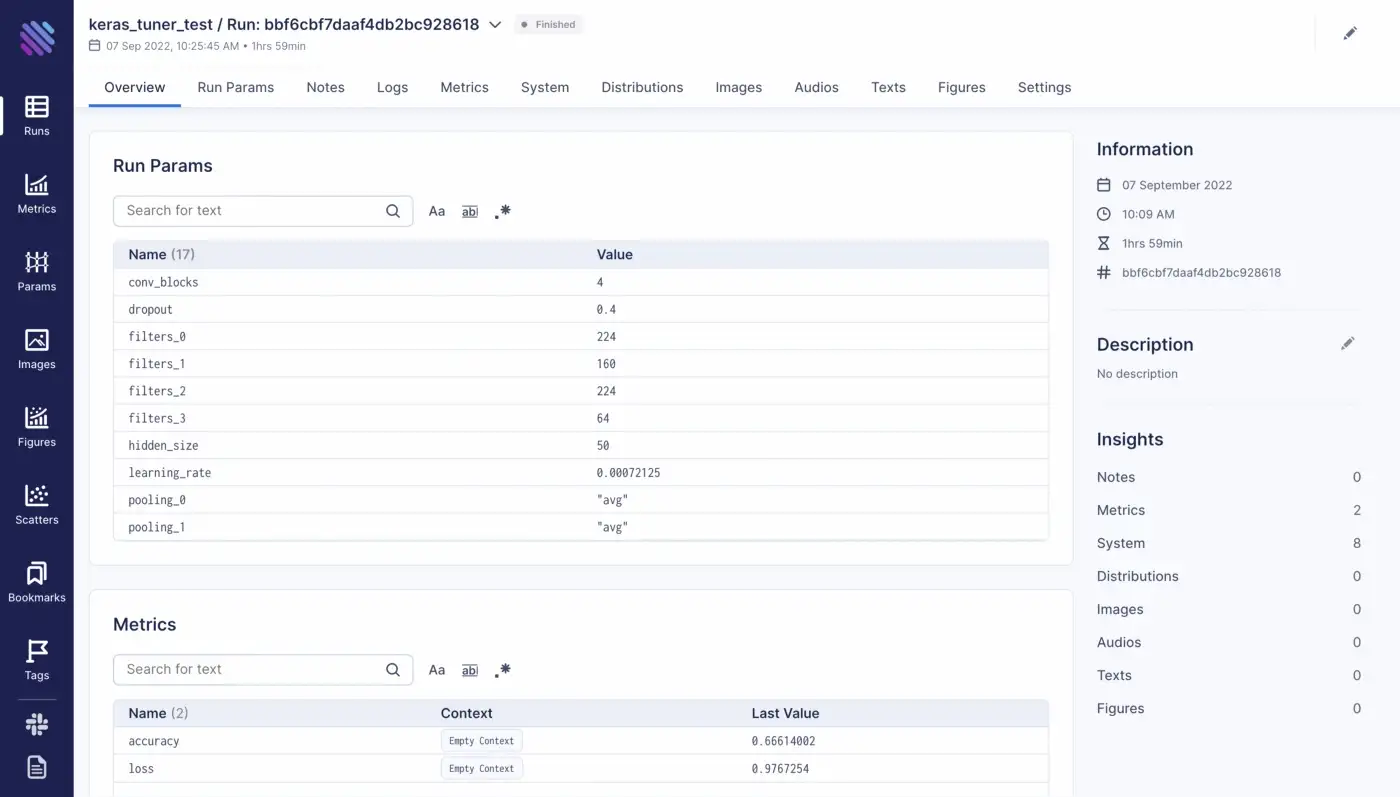 keras_tuner_test / Run: bbf6cbf7daaf4db2bc928618 Finished
07 Sep 2022, 10:25:45 AM • 1hrs 59min
Overview Run Params Notes Logs Metrics System Distributions Images Audios Texts Figures Settings
Runs
Metrics
Params
Images
Figures
Scatters
Bookmarks
Tags
Run Params
Search for text Aa ab .*
Name (17) Value
conv_blocks 4
dropout 0.4
filters_0 224
filters_1 160
filters_2 224
filters_3 64
hidden_size 50
learning_rate 0.00072125
pooling_0 "avg"
pooling_1 "avg"
Metrics
Search for text Aa ab .*
Name (2) Context Last Value
accuracy Empty Context 0.66614002
loss Empty Context 0.9767254
Information
07 September 2022
10:09 AM
1hrs 59min
# bbf6cbf7daaf4db2bc928618
Description
No description
Insights
Notes 0
Metrics 2
System 8
Distributions 0
Images 0
Audios 0
Texts 0
Figures 0